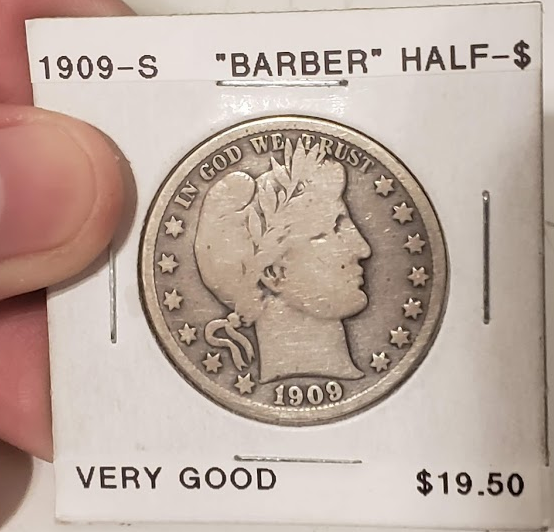 1909-S "BARBER" HALF-$
IN GOD WE TRUST
1909
VERY GOOD $19.50